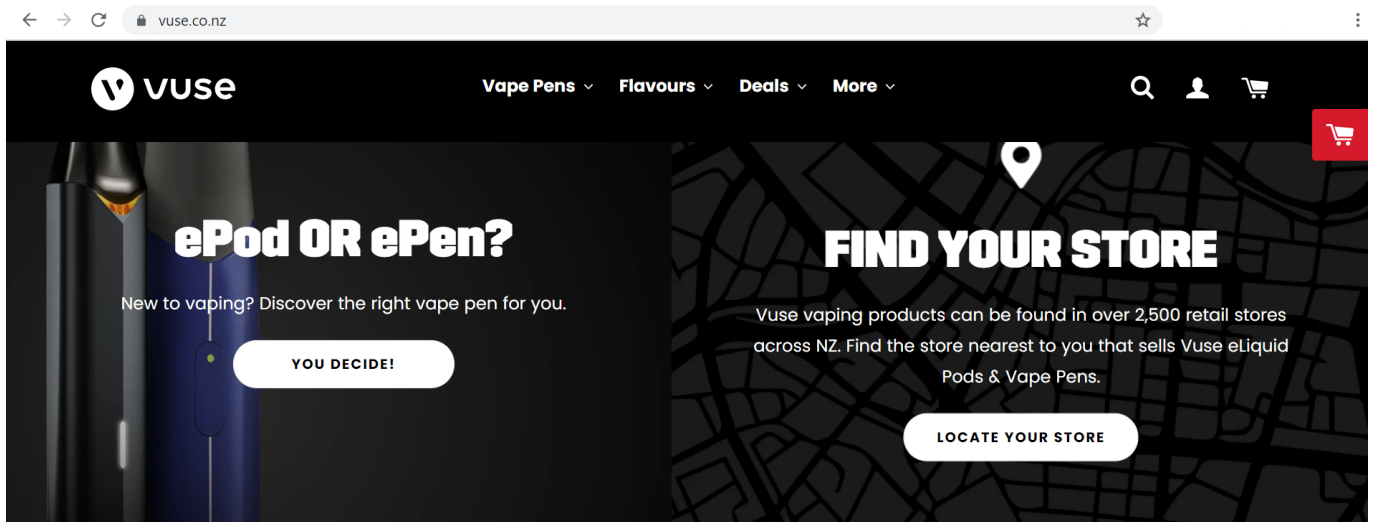 vuse.co.nz
vuse
Vape Pens Flavours Deals More
ePod OR ePen?
New to vaping? Discover the right vape pen for you.
YOU DECIDE!
FIND YOUR STORE
Vuse vaping products can be found in over 2,500 retail stores
across NZ. Find the store nearest to you that sells Vuse eLiquid
Pods & Vape Pens.
LOCATE YOUR STORE